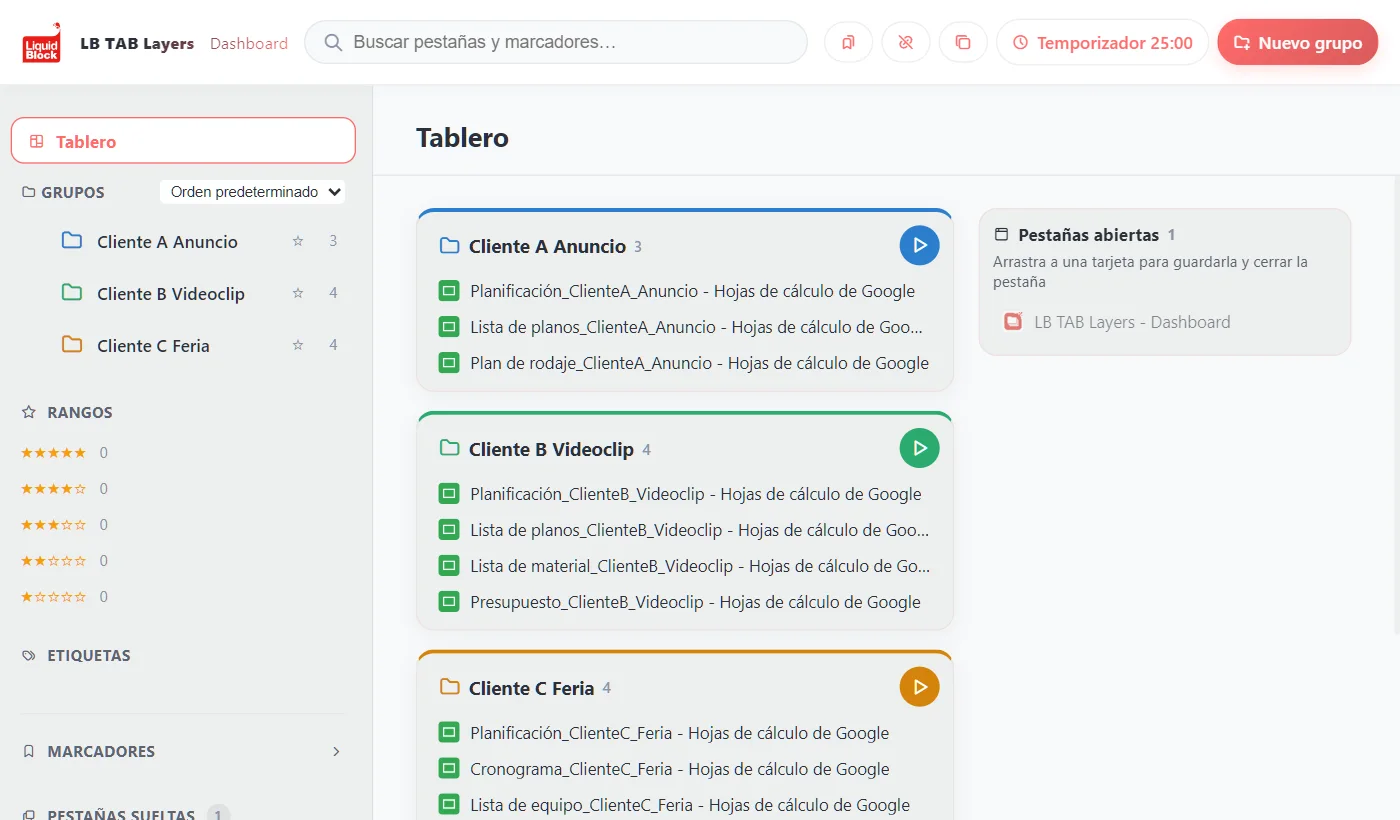 Liquid
Block
LB TAB Layers Dashboard
Buscar pestañas y marcadores…
Temporizador 25:00
Nuevo grupo
Tablero
GRUPOS
Orden predeterminado
Cliente A Anuncio 3
Cliente B Videoclip 4
Cliente C Feria 4
RANGOS
★★★★★ 0
★★★★☆ 0
★★★☆☆ 0
★★☆☆☆ 0
★☆☆☆☆ 0
ETIQUETAS
MARCADORES
PESTAÑAS SUELTAS 1
Tablero
Cliente A Anuncio 3
Planificación_ClienteA_Anuncio - Hojas de cálculo de Google
Lista de planos_ClienteA_Anuncio - Hojas de cálculo de Goo...
Plan de rodaje_ClienteA_Anuncio - Hojas de cálculo de Google
Cliente B Videoclip 4
Planificación_ClienteB_Videoclip - Hojas de cálculo de Google
Lista de planos_ClienteB_Videoclip - Hojas de cálculo de Goo...
Lista de material_ClienteB_Videoclip - Hojas de cálculo de Go...
Presupuesto_ClienteB_Videoclip - Hojas de cálculo de Google
Cliente C Feria 4
Planificación_ClienteC_Feria - Hojas de cálculo de Google
Cronograma_ClienteC_Feria - Hojas de cálculo de Google
Lista de equipo_ClienteC_Feria - Hojas de cálculo de Google
Pestañas abiertas 1
Arrastra a una tarjeta para guardarla y cerrar la
pestaña
LB TAB Layers - Dashboard